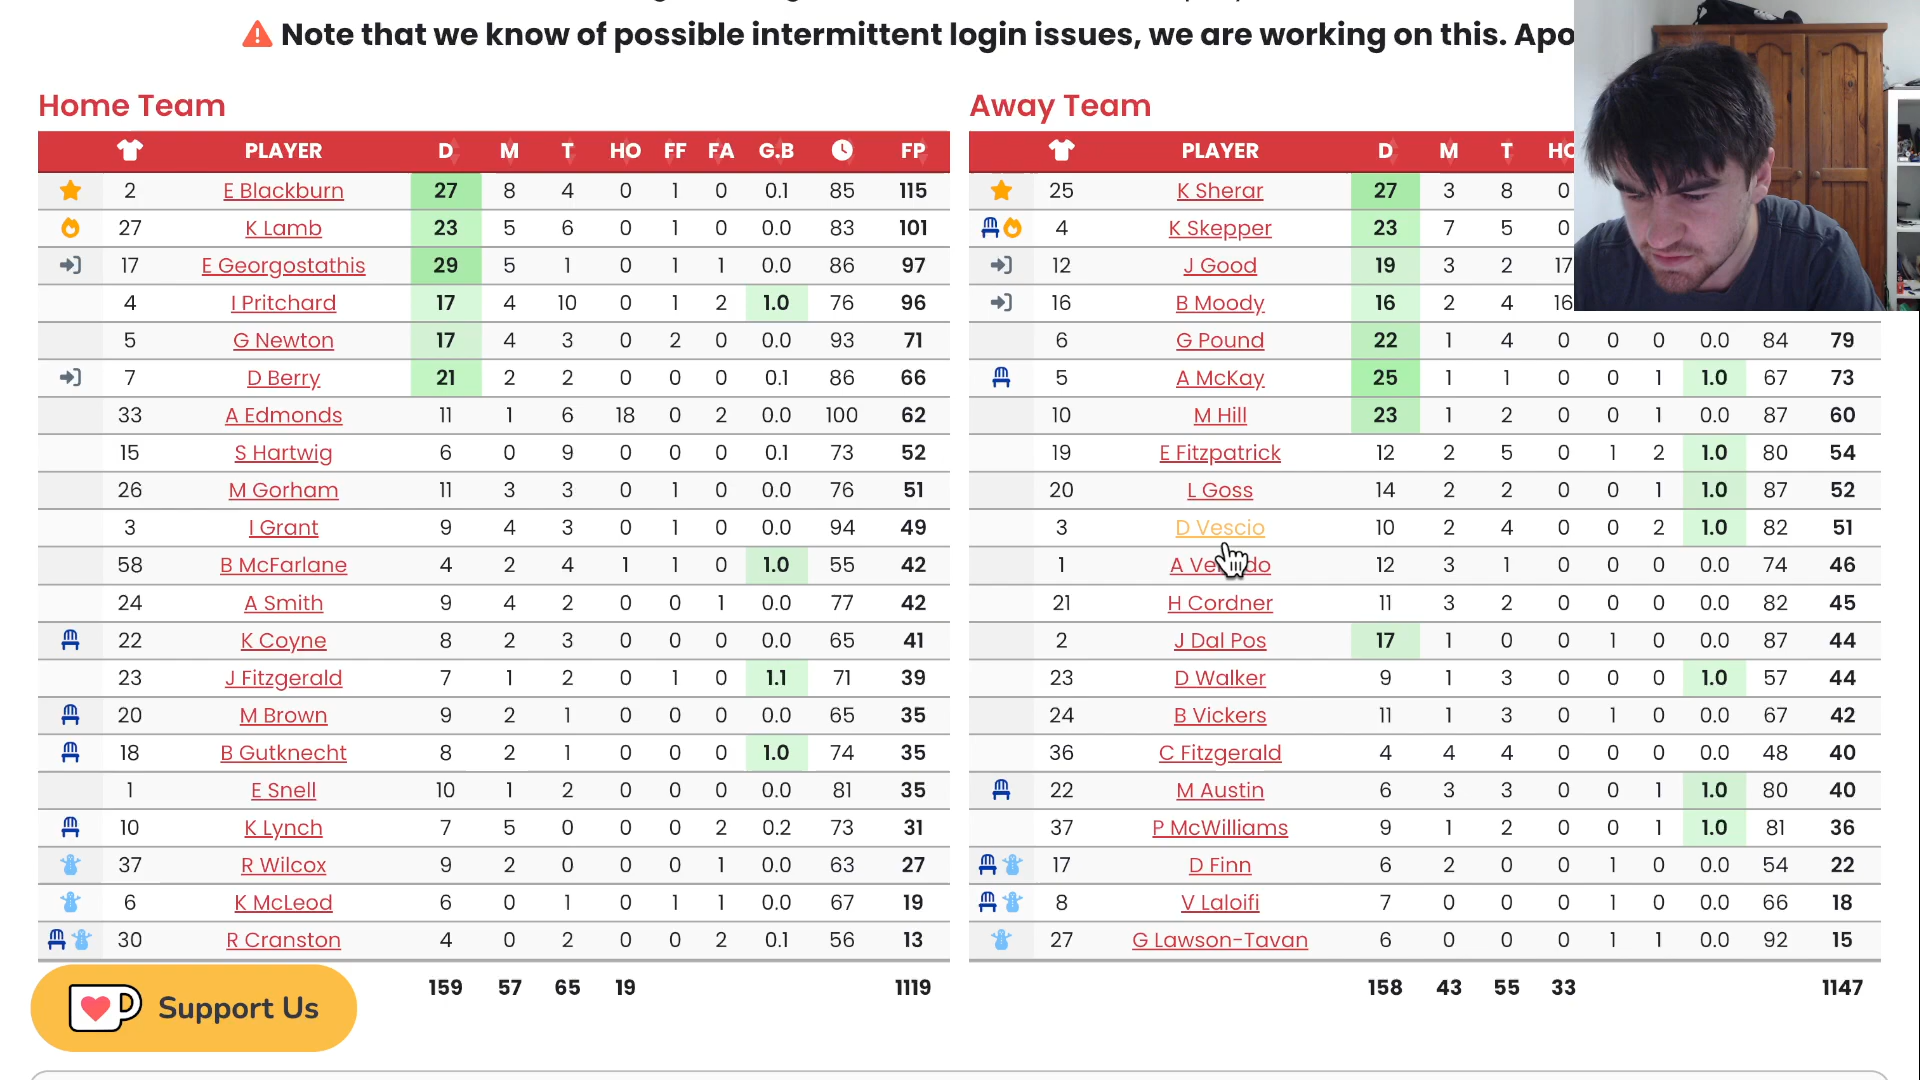 Note that we know of possible intermittent login issues, we are working on this. Apo
Home Team
PLAYER D M T HO FF FA G.B FP
2 E Blackburn 27 8 4 0 1 0 0.1 85 115
27 K Lamb 23 5 6 0 1 0 0.0 83 101
17 E Georgostathis 29 5 1 0 1 1 0.0 86 97
4 I Pritchard 17 4 10 0 1 2 1.0 76 96
5 G Newton 17 4 3 0 2 0 0.0 93 71
7 D Berry 21 2 2 0 0 0 0.1 86 66
33 A Edmonds 11 1 6 18 0 2 0.0 100 62
15 S Hartwig 6 0 9 0 0 0 0.1 73 52
26 M Gorham 11 3 3 0 1 0 0.0 76 51
3 I Grant 9 4 3 0 1 0 0.0 94 49
58 B McFarlane 4 2 4 1 1 0 1.0 55 42
24 A Smith 9 4 2 0 0 1 0.0 77 42
22 K Coyne 8 2 3 0 0 0 0.0 65 41
23 J Fitzgerald 7 1 2 0 1 0 1.1 71 39
20 M Brown 9 2 1 0 0 0 0.0 65 35
18 B Gutknecht 8 2 1 0 0 0 1.0 74 35
1 E Snell 10 1 2 0 0 0 0.0 81 35
10 K Lynch 7 5 0 0 0 2 0.2 73 31
37 R Wilcox 9 2 0 0 0 1 0.0 63 27
6 K McLeod 6 0 1 0 1 1 0.0 67 19
30 R Cranston 4 0 2 0 0 2 0.1 56 13
159 57 65 19 1119
Away Team
PLAYER D M T HO
25 K Sherar 27 3 8 0
4 K Skepper 23 7 5 0
12 J Good 19 3 2 17
16 B Moody 16 2 4 16
6 G Pound 22 1 4 0 0 0 0.0 84 79
5 A McKay 25 1 1 0 0 1 1.0 67 73
10 M Hill 23 1 2 0 0 1 0.0 87 60
19 E Fitzpatrick 12 2 5 0 1 2 1.0 80 54
20 L Goss 14 2 2 0 0 1 1.0 87 52
3 D Vescio 10 2 4 0 0 2 1.0 82 51
1 A 12 3 1 0 0 0 0.0 74 46
21 H Cordner 11 3 2 0 0 0 0.0 82 45
2 J Dal Pos 17 1 0 0 1 0 0.0 87 44
23 D Walker 9 1 3 0 0 0 1.0 57 44
24 B Vickers 11 1 3 0 1 0 0.0 67 42
36 C Fitzgerald 4 4 4 0 0 0 0.0 48 40
22 M Austin 6 3 3 0 0 1 1.0 80 40
37 P McWilliams 9 1 2 0 0 1 1.0 81 36
17 D Finn 6 2 0 0 1 0 0.0 54 22
8 V Laloifi 7 0 0 0 1 0 0.0 66 18
27 G Lawson-Tavan 6 0 0 0 1 1 0.0 92 15
158 43 55 33 1147
Support Us